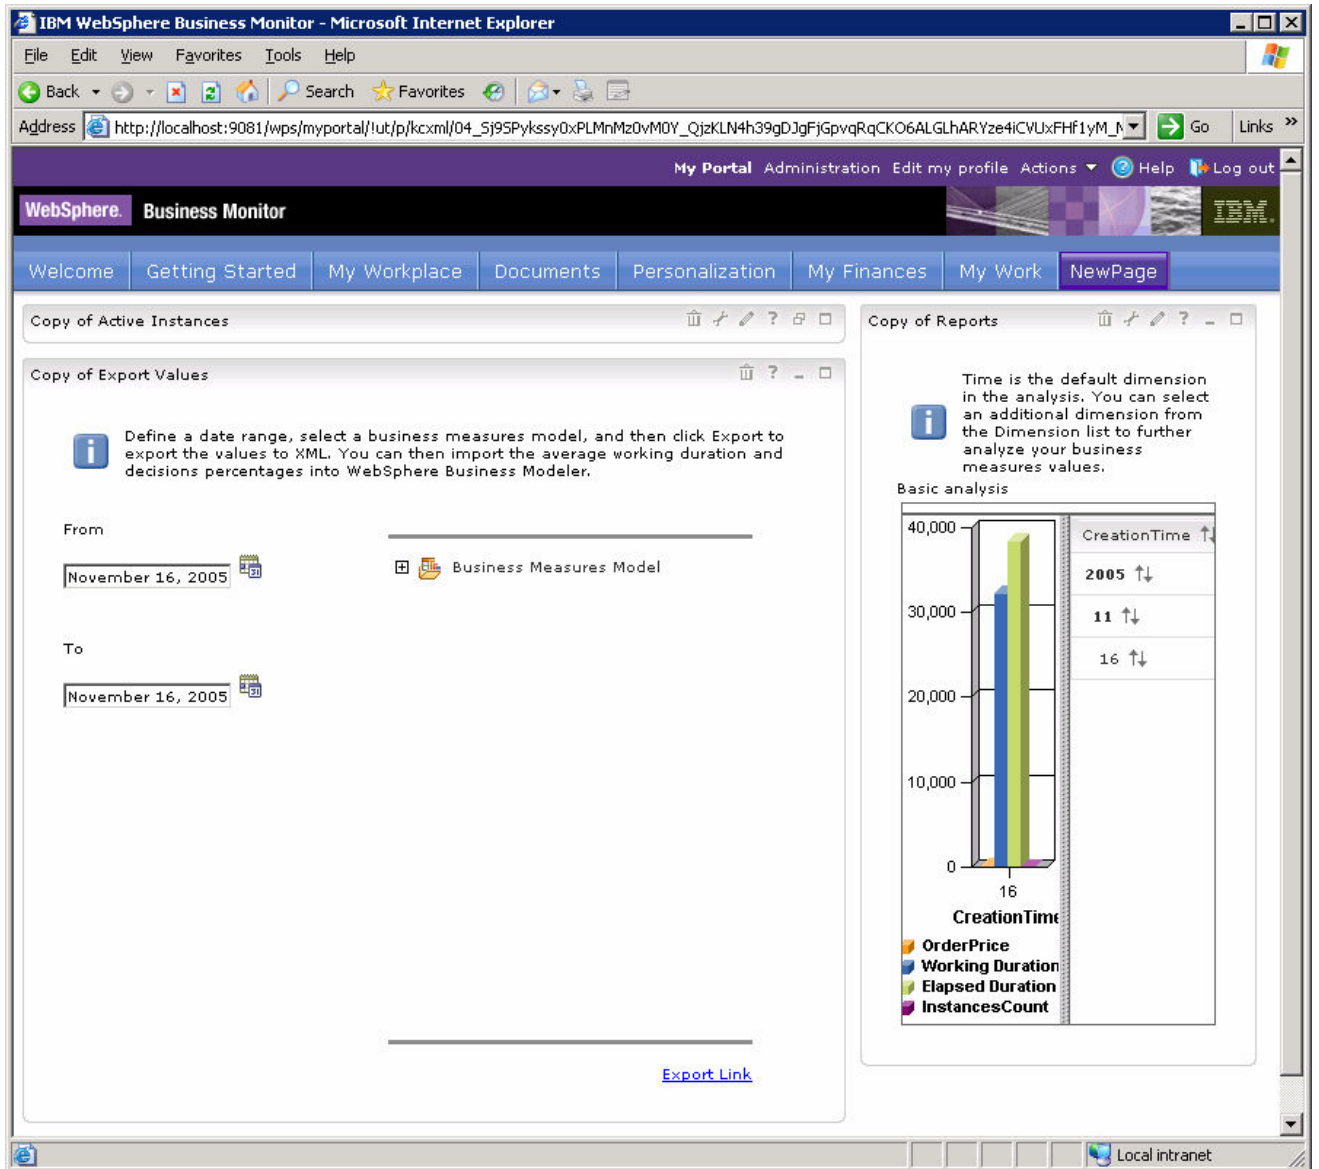 IBM WebSphere Business Monitor - Microsoft Internet Explorer
File Edit View Favorites Tools Help
Back Search Favorites
Address http://localhost:9081/wps/myportal/!ut/p/kcxml/ Go Links »
My Portal Administration Edit my profile Actions Help Log out
WebSphere. Business Monitor IBM.
Welcome Getting Started My Workplace Documents Personalization My Finances My Work NewPage
Copy of Active Instances
Copy of Export Values
Define a date range, select a business measures model, and then click Export to
export the values to XML. You can then import the average working duration and
decisions percentages into WebSphere Business Modeler.
From
November 16, 2005
Business Measures Model
To
November 16, 2005
Export Link
Copy of Reports
Time is the default dimension
in the analysis. You can select
an additional dimension from
the Dimension list to further
analyze your business
measures values.
Basic analysis
40,000
30,000
20,000
10,000
0
16
CreationTime
OrderPrice
Working Duration
Elapsed Duration
InstancesCount
CreationTime
2005
11
16
Local intranet